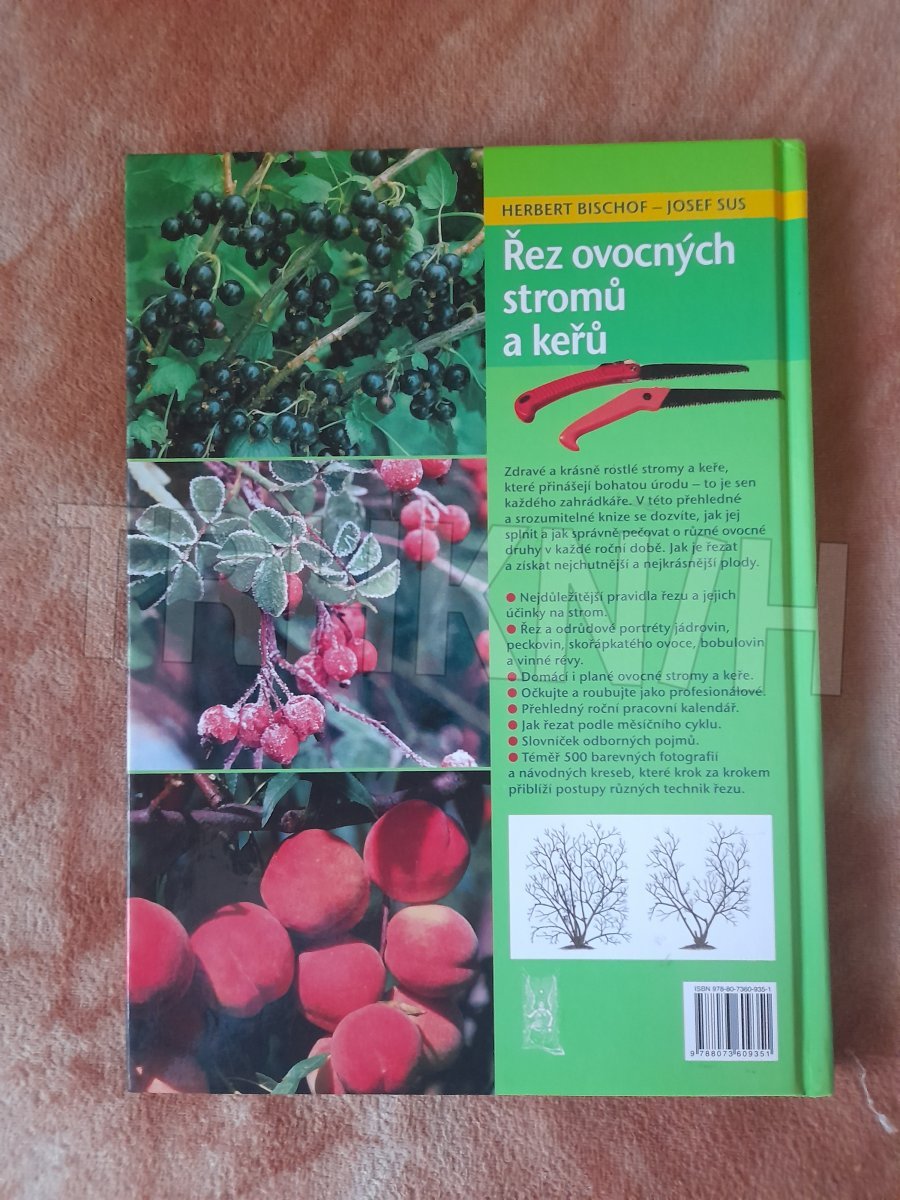 HERBERT BISCHOF – JOSEF SUS
Řez ovocných
stromů
a keřů
Zdravé a krásně rostlé stromy a keře,
které přinášejí bohatou úrodu – to je sen
každého zahrádkáře. V této přehledné
a srozumitelné knize se dozvíte, jak jej
splnit a jak správně pečovat o různé ovocné
druhy v každé roční době. Jak je řezat
a získat nejchutnější a nejkrásnější plody.
● Nejdůležitější pravidla řezu a jejich
účinky na strom.
● Řez a odrůdové portréty jádrovin,
peckovin, skořápkatého ovoce, bobulovin
a vinné révy.
● Domácí i plané ovocné stromy a keře.
● Očkujte a roubujte jako profesionálové.
● Přehledný roční pracovní kalendář.
● Jak řezat podle měsíčního cyklu.
● Slovníček odborných pojmů.
● Téměř 500 barevných fotografií
a návodných kreseb, které krok za krokem
přiblíží postupy různých technik řezu.
ISBN 978-80-7360-935-1
9 788073 609351